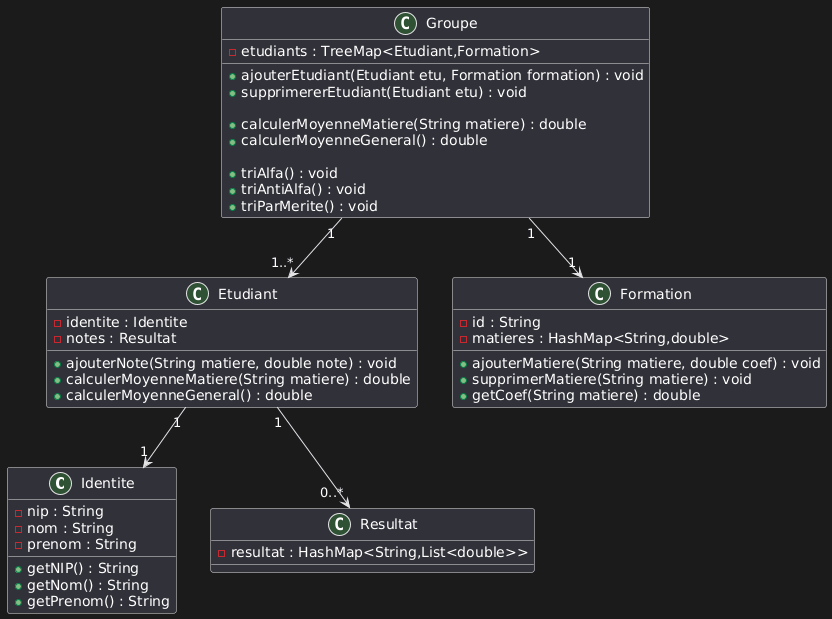 C Groupe
etudiants : TreeMap<Etudiant,Formation>
ajouterEtudiant(Etudiant etu, Formation formation) : void
supprimererEtudiant(Etudiant etu) : void
calculerMoyenneMatiere(String matiere) : double
calculerMoyenneGeneral() : double
triAlfa() : void
triAntiAlfa() : void
triParMerite() : void
1
1
1..*
1
C Etudiant
identite : Identite
notes : Resultat
ajouterNote(String matiere, double note) : void
calculerMoyenneMatiere(String matiere) : double
calculerMoyenneGeneral() : double
C Formation
id : String
matieres : HashMap<String,double>
ajouterMatiere(String matiere, double coef) : void
supprimerMatiere(String matiere) : void
getCoef(String matiere) : double
1
1
1
0..*
C Identite
nip : String
nom : String
prenom : String
getNIP() : String
getNom() : String
getPrenom() : String
C Resultat
resultat : HashMap<String,List<double>>